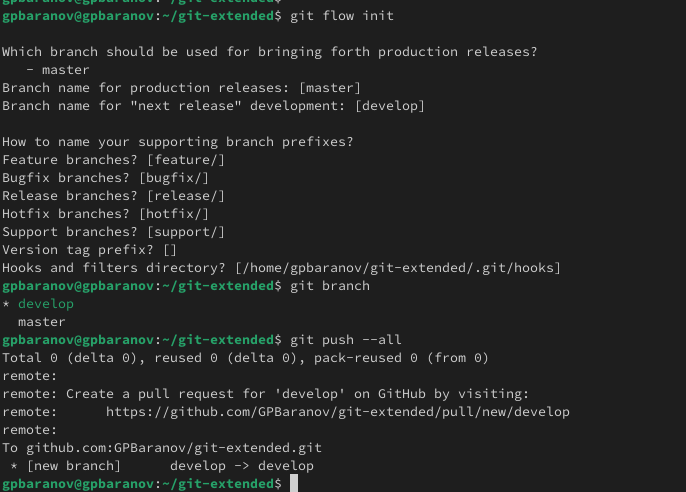 gpbaranov@gpbaranov:~/git-extended$ git flow init
Which branch should be used for bringing forth production releases?
   - master
Branch name for production releases: [master]
Branch name for "next release" development: [develop]
How to name your supporting branch prefixes?
Feature branches? [feature/]
Bugfix branches? [bugfix/]
Release branches? [release/]
Hotfix branches? [hotfix/]
Support branches? [support/]
Version tag prefix? []
Hooks and filters directory? [/home/gpbaranov/git-extended/.git/hooks]
gpbaranov@gpbaranov:~/git-extended$ git branch
* develop
  master
gpbaranov@gpbaranov:~/git-extended$ git push --all
Total 0 (delta 0), reused 0 (delta 0), pack-reused 0 (from 0)
remote:
remote: Create a pull request for 'develop' on GitHub by visiting:
remote:      https://github.com/GPBaranov/git-extended/pull/new/develop
remote:
To github.com:GPBaranov/git-extended.git
 * [new branch]      develop -> develop
gpbaranov@gpbaranov:~/git-extended$